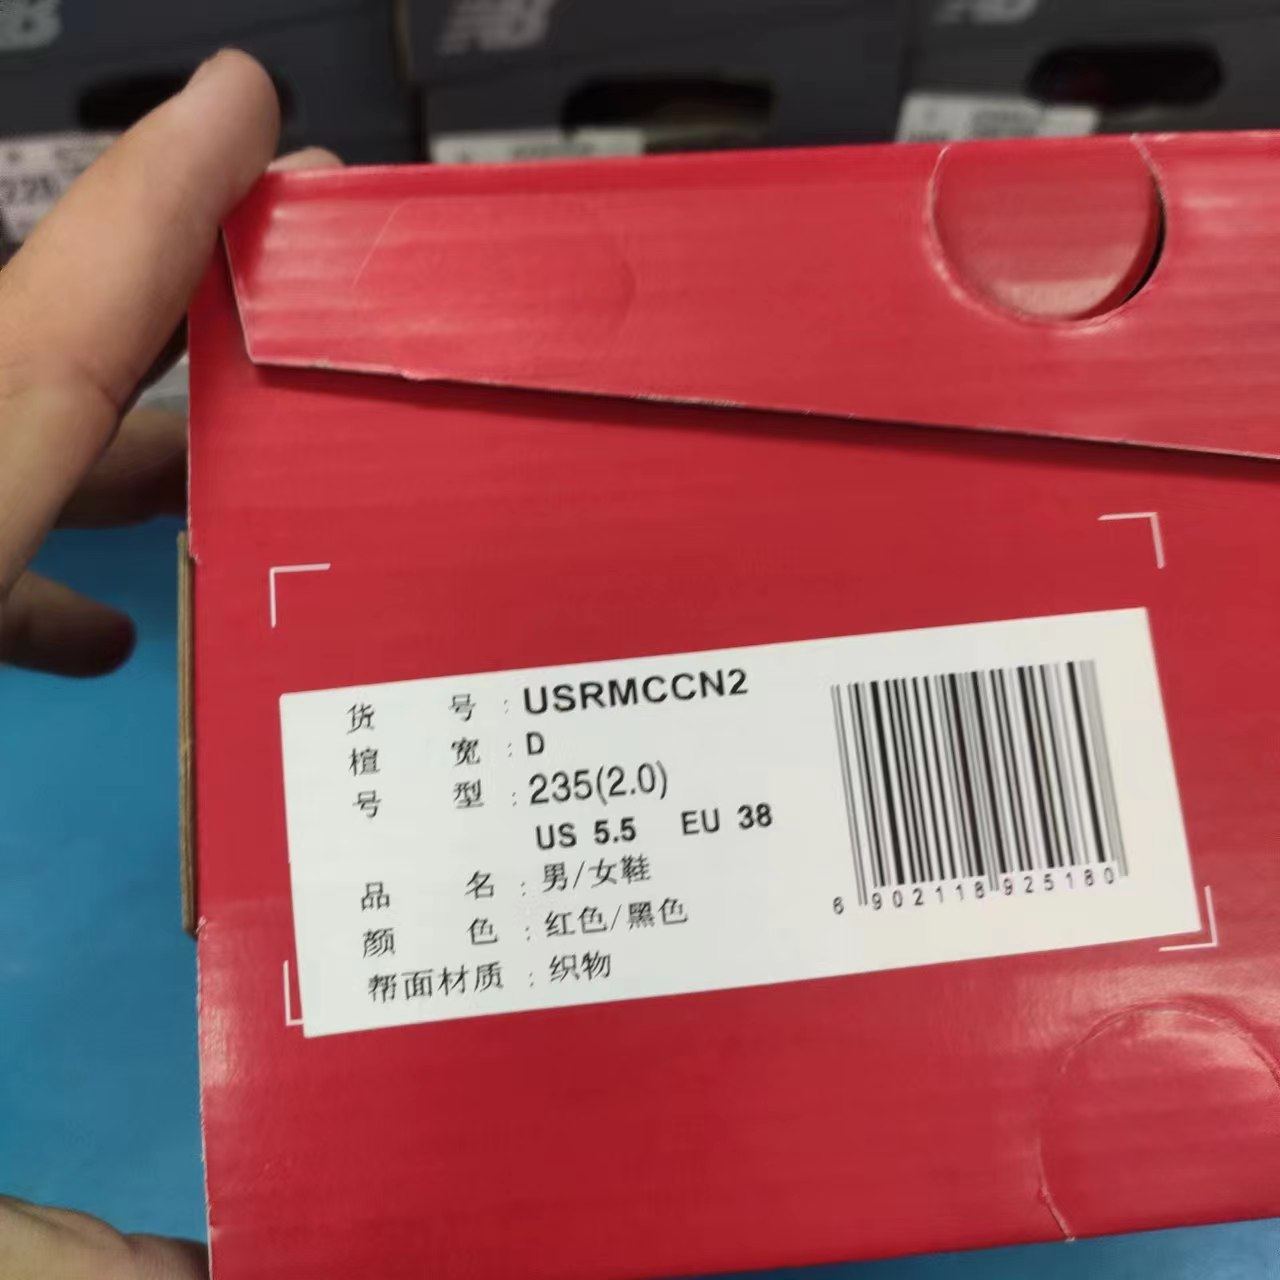 货 号 : USRMCCN2
楦 宽 : D
号 型 : 235(2.0)
US 5.5 EU 38
品 名 : 男/女鞋
颜 色 : 红色/黑色
帮面材质 : 织物
6 902118 925180